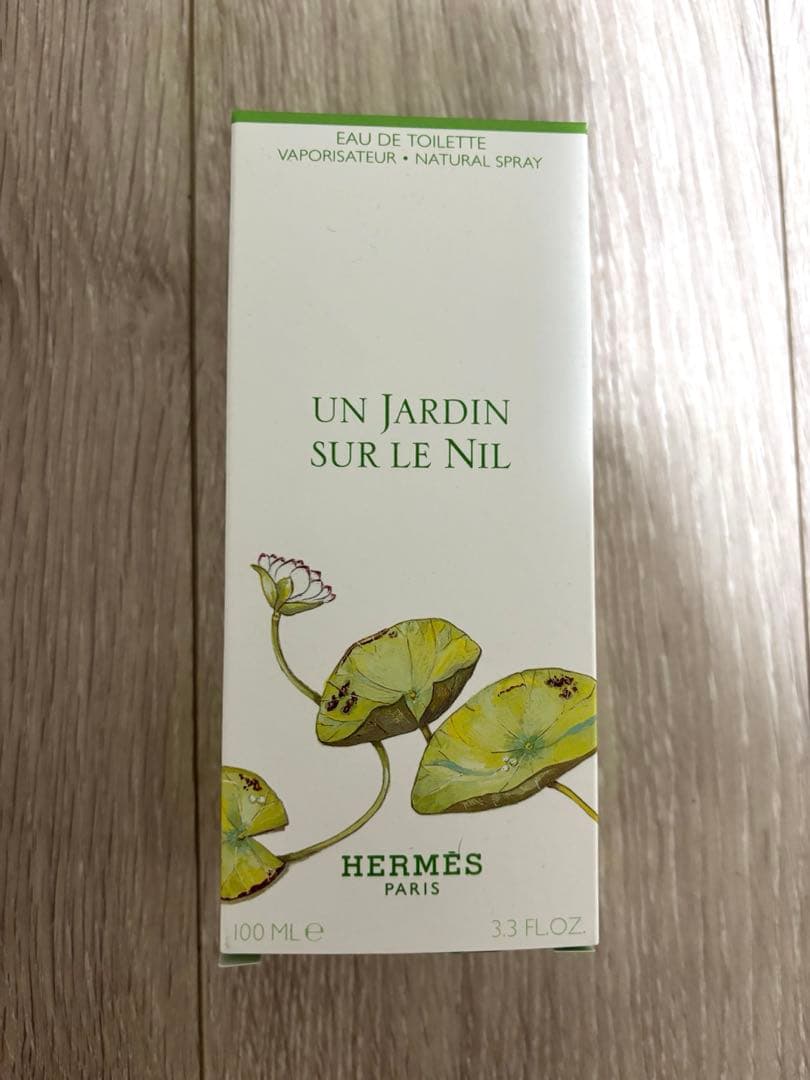 EAU DE TOILETTE
VAPORISATEUR • NATURAL SPRAY
UN JARDIN
SUR LE NIL
HERMÈS
PARIS
100 ML ℮
3.3 FL.OZ.